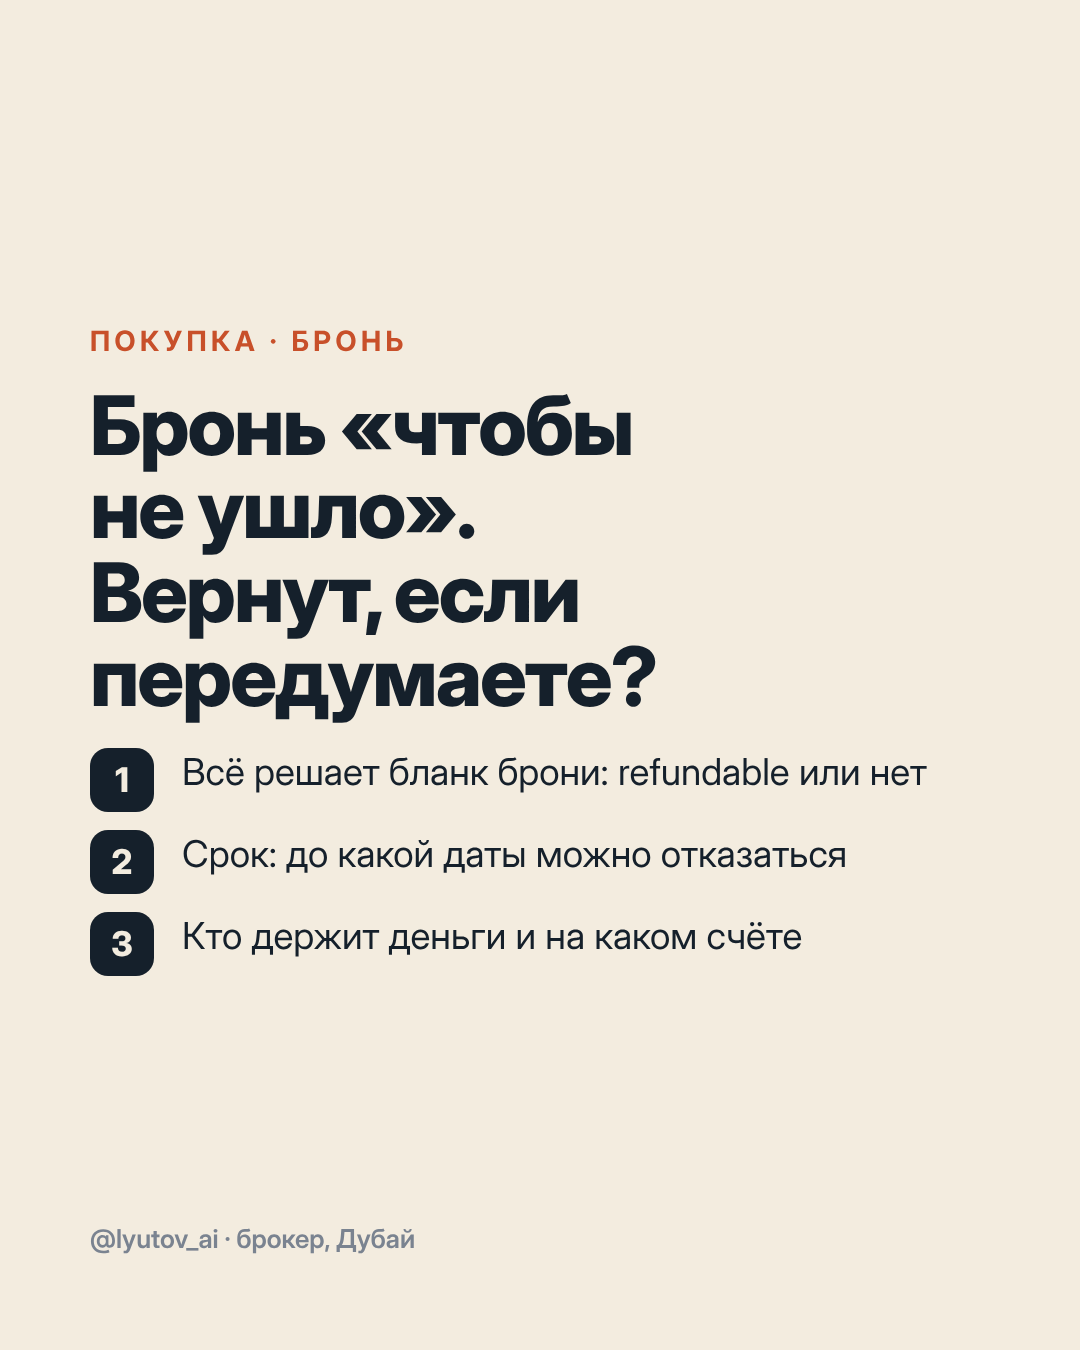 ПОКУПКА · БРОНЬ
Бронь «чтобы
не ушло».
Вернут, если
передумаете?
1 Всё решает бланк брони: refundable или нет
2 Срок: до какой даты можно отказаться
3 Кто держит деньги и на каком счёте
@lyutov_ai · брокер, Дубай